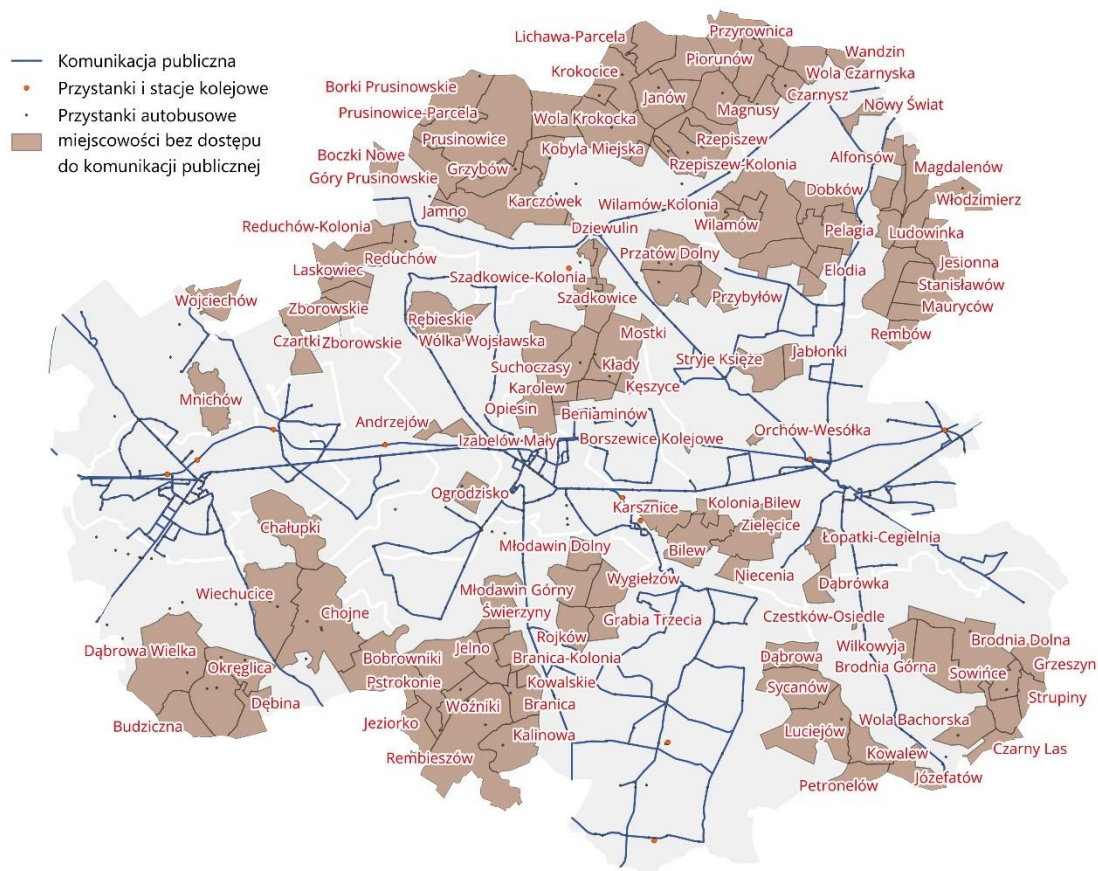 Komunikacja publiczna
Przystanki i stacje kolejowe
Przystanki autobusowe
miejscowości bez dostępu
do komunikacji publicznej
Przyrownica
Lichawa-Parcela
Wandzin
Piorunów
Krokocice
Wola Czarnyska
Borki Prusinowskie
Janów
Czarnysz
Prusinowice-Parcela
Magnusy
Nowy Świat
Wola Krokocka
Prusinowice
Rzepiszew
Kobyla Miejska
Boczki Nowe
Alfonsów
Rzepiszew-Kolonia
Grzybów
Magdalenów
Góry Prusinowskie
Dobków
Włodzimierz
Karczówek
Wilamów-Kolonia
Jamno
Wilamów
Reduchów-Kolonia
Dziewulin
Pelagia
Ludowinka
Przatów Dolny
Reduchów
Jesionna
Laskowiec
Elodia
Szadkowice-Kolonia
Stanisławów
Wojciechów
Szadkowice
Przybyłów
Zborowskie
Mauryców
Rębieskie
Mostki
Rembów
Czartki
Zborowskie
Wólka Wojsławska
Jabłonki
Stryje Księże
Suchoczasy
Kłady
Mnichów
Karolew
Kęszyce
Opiesin
Beniaminów
Andrzejów
Orchów-Wesółka
Izabelów Mały
Borszewice Kolejowe
Ogrodzisko
Karsznice
Kolonia Bilew
Zielęcice
Chałupki
Łopatki-Cegielnia
Młodawin Dolny
Bilew
Wygiełzów
Niecenia
Dąbrówka
Wiechucice
Młodawin Górny
Chojne
Świerzyny
Grabia Trzecia
Czestków-Osiedle
Rojków
Brodnia Dolna
Wilkowyja
Dąbrowa Wielka
Jelno
Bobrowniki
Branica-Kolonia
Dąbrowa
Grzeszyn
Okręglica
Brodnia Górna
Sowińce
Pstrokonie
Kowalskie
Sycanów
Dębina
Woźniki
Branica
Strupiny
Budziczna
Jeziorko
Wola Bachorska
Luciejów
Kalinowa
Czarny Las
Rembieszów
Kowalew
Józefatów
Petronelów